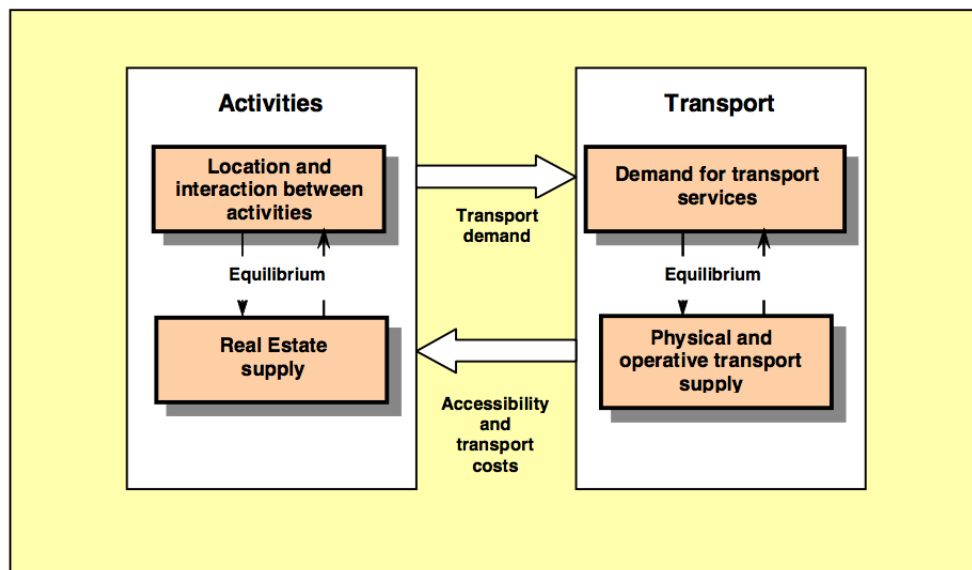 Activities
Location and
interaction between
activities
Equilibrium
Real Estate
supply
Transport
demand
Accessibility
and
transport
costs
Transport
Demand for transport
services
Equilibrium
Physical and
operative transport
supply